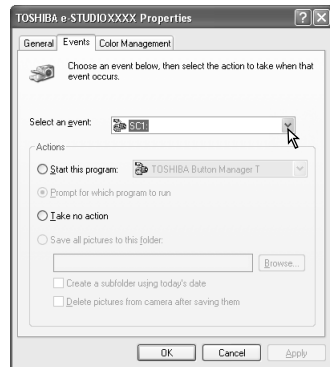 TOSHIBA e-STUDIOXXXX Properties
General Events Color Management
Choose an event below, then select the action to take when that
event occurs.
Select an event: SC1:
Actions
Start this program: TOSHIBA Button Manager T
Prompt for which program to run
Take no action
Save all pictures to this folder:
Browse...
Create a subfolder using today's date
Delete pictures from camera after saving them
OK Cancel Apply